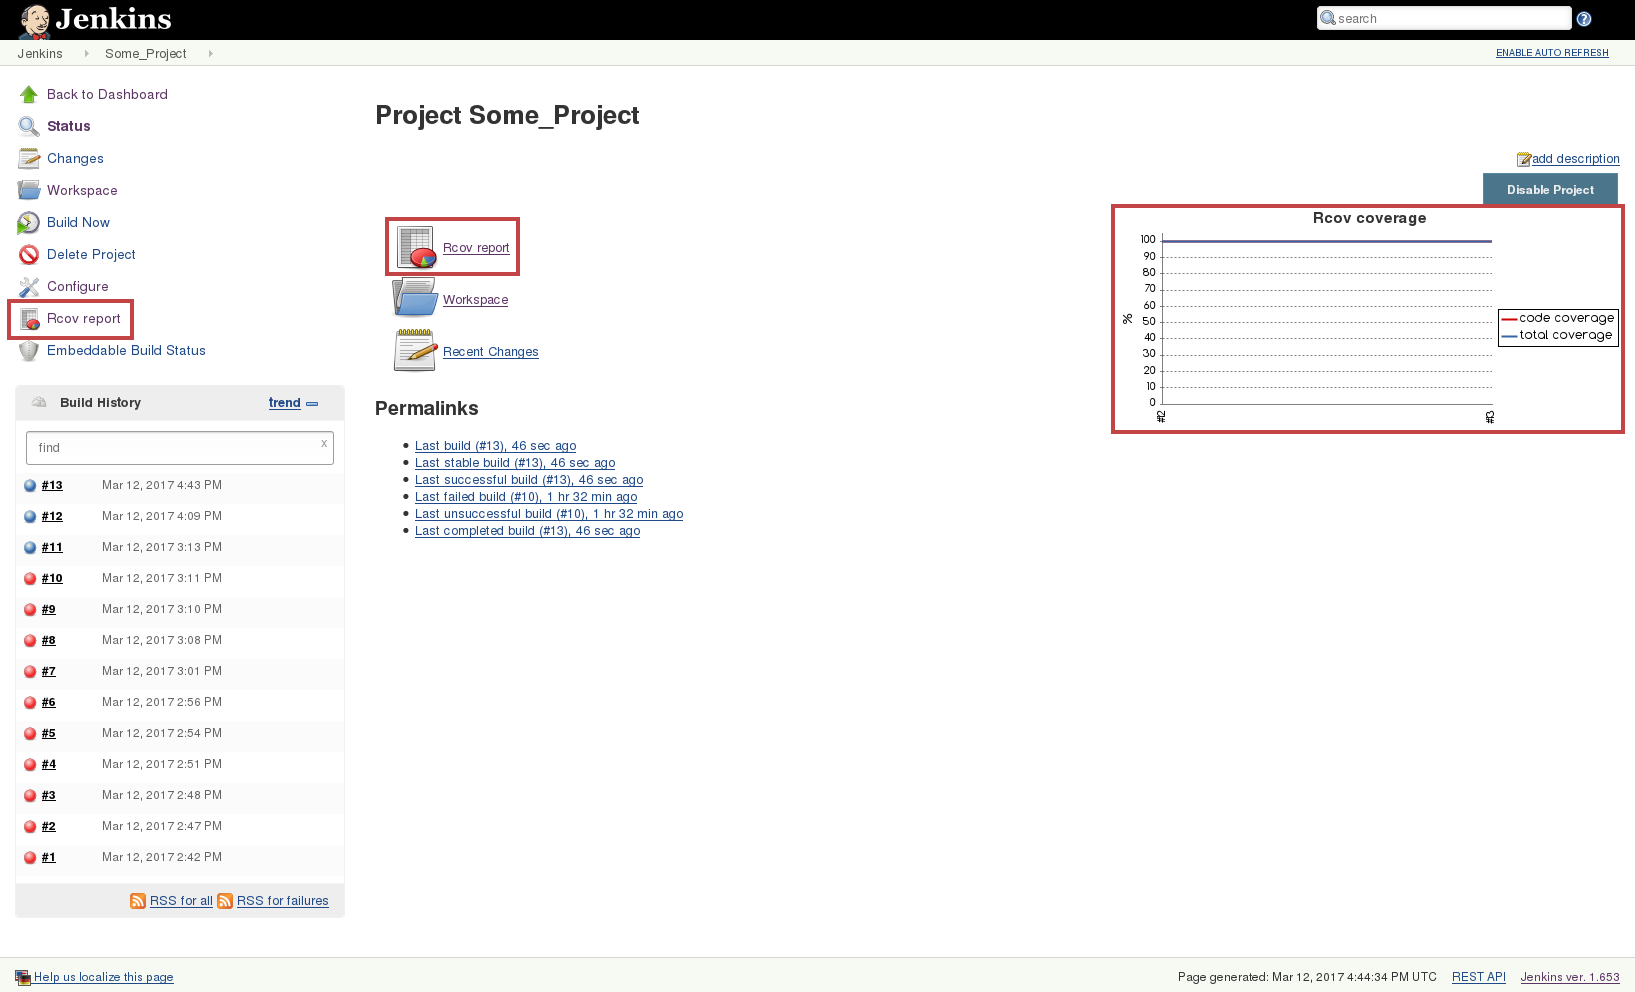 Jenkins
search
Jenkins Some_Project
ENABLE AUTO REFRESH
Back to Dashboard
Status
Changes
Workspace
Build Now
Delete Project
Configure
Rcov report
Embeddable Build Status
Build History trend
find x
#13 Mar 12, 2017 4:43 PM
#12 Mar 12, 2017 4:09 PM
#11 Mar 12, 2017 3:13 PM
#10 Mar 12, 2017 3:11 PM
#9 Mar 12, 2017 3:10 PM
#8 Mar 12, 2017 3:08 PM
#7 Mar 12, 2017 3:01 PM
#6 Mar 12, 2017 2:56 PM
#5 Mar 12, 2017 2:54 PM
#4 Mar 12, 2017 2:51 PM
#3 Mar 12, 2017 2:48 PM
#2 Mar 12, 2017 2:47 PM
#1 Mar 12, 2017 2:42 PM
RSS for all RSS for failures
Project Some_Project
add description
Disable Project
Rcov report
Workspace
Recent Changes
Rcov coverage
100
90
80
70
60
50
40
30
20
10
0
%
#2
#3
code coverage
total coverage
Permalinks
Last build (#13), 46 sec ago
Last stable build (#13), 46 sec ago
Last successful build (#13), 46 sec ago
Last failed build (#10), 1 hr 32 min ago
Last unsuccessful build (#10), 1 hr 32 min ago
Last completed build (#13), 46 sec ago
Help us localize this page
Page generated: Mar 12, 2017 4:44:34 PM UTC REST API Jenkins ver. 1.653